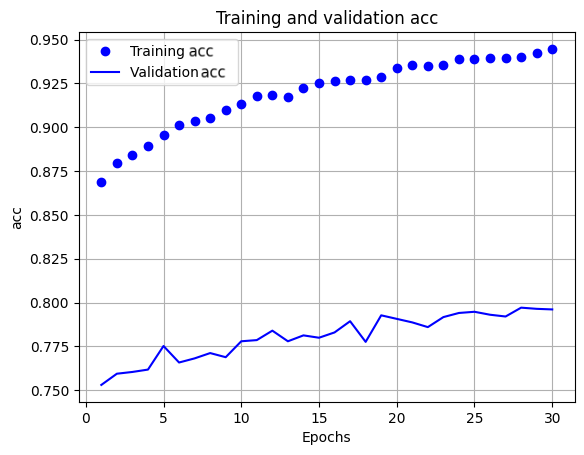 Training and validation acc
Training acc
Validation acc
0.950
0.925
0.900
0.875
0.850
0.825
0.800
0.775
0.750
acc
0 5 10 15 20 25 30
Epochs